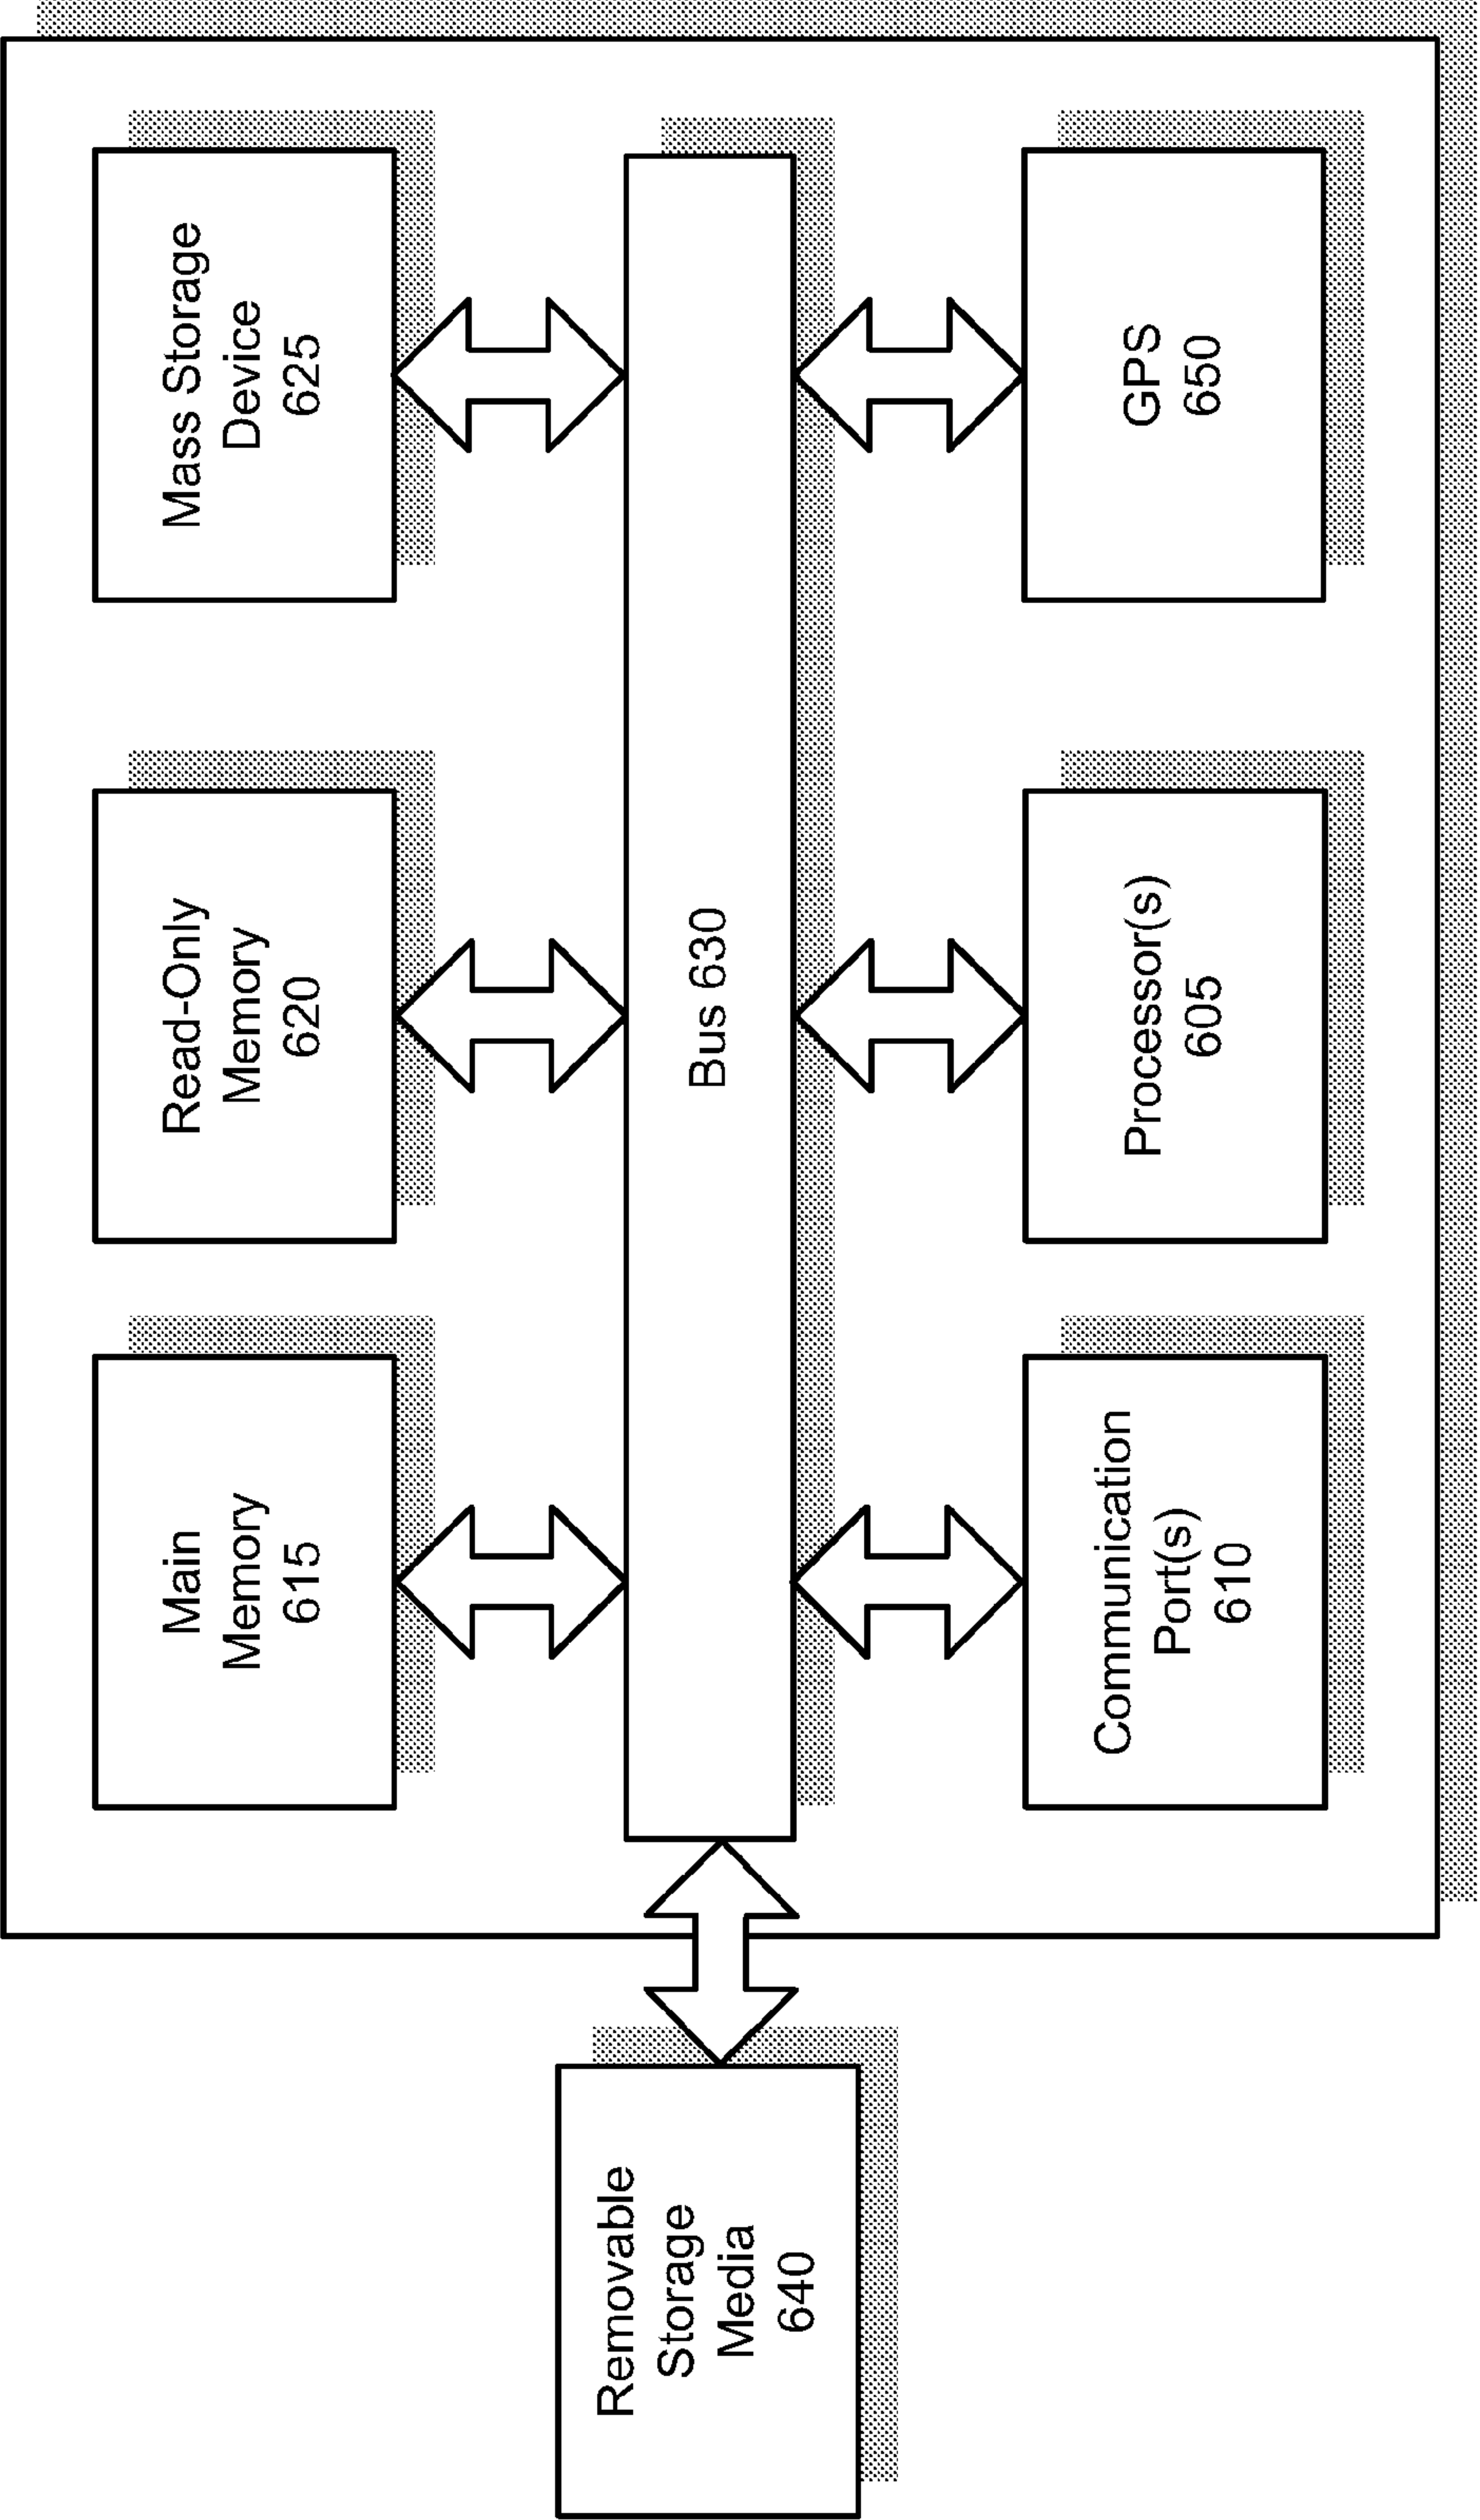 Main
Memory
615
Read-Only
Memory
620
Mass Storage
Device
625
Removable
Storage
Media
640
Bus 630
Communication
Port(s)
610
Processor(s)
605
GPS
650